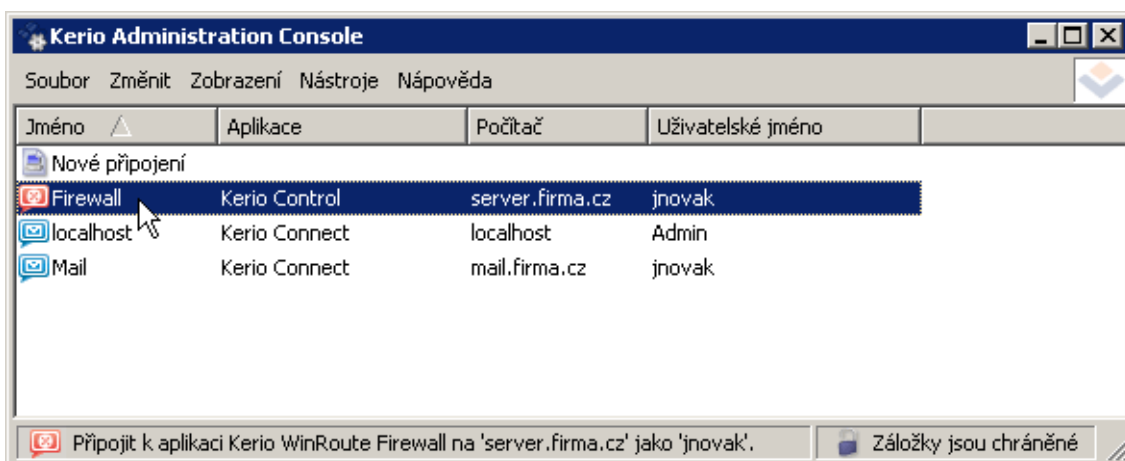 Kerio Administration Console
Soubor Změnit Zobrazení Nástroje Nápověda
Jméno Aplikace Počítač Uživatelské jméno
Nové připojení
Firewall Kerio Control server.firma.cz jnovak
localhost Kerio Connect localhost Admin
Mail Kerio Connect mail.firma.cz jnovak
Připojit k aplikaci Kerio WinRoute Firewall na 'server.firma.cz' jako 'jnovak'. Záložky jsou chráněné